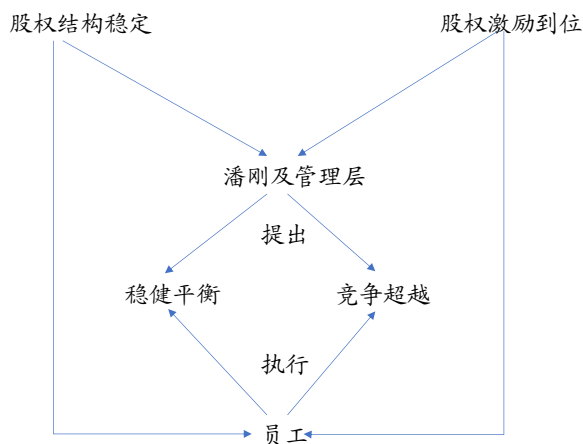 股权结构稳定
股权激励到位
潘刚及管理层
提出
稳健平衡
竞争超越
执行
员工